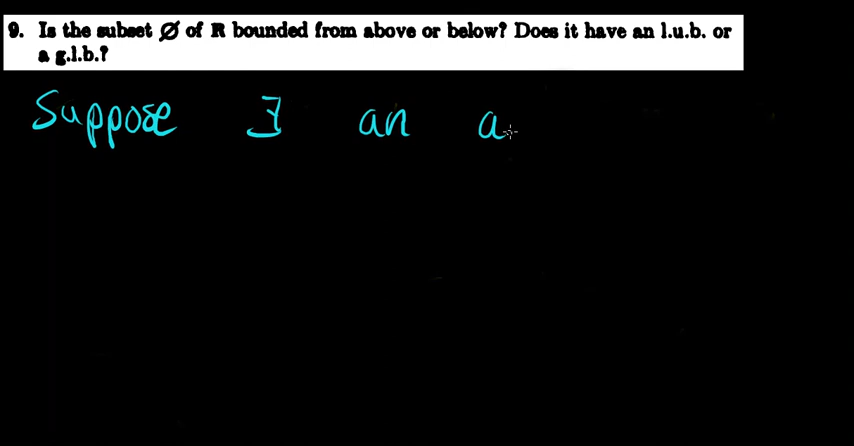 9. Is the subset ∅ of R bounded from above or below? Does it have an l.u.b. or
a g.l.b.?
Suppose ∃ an a